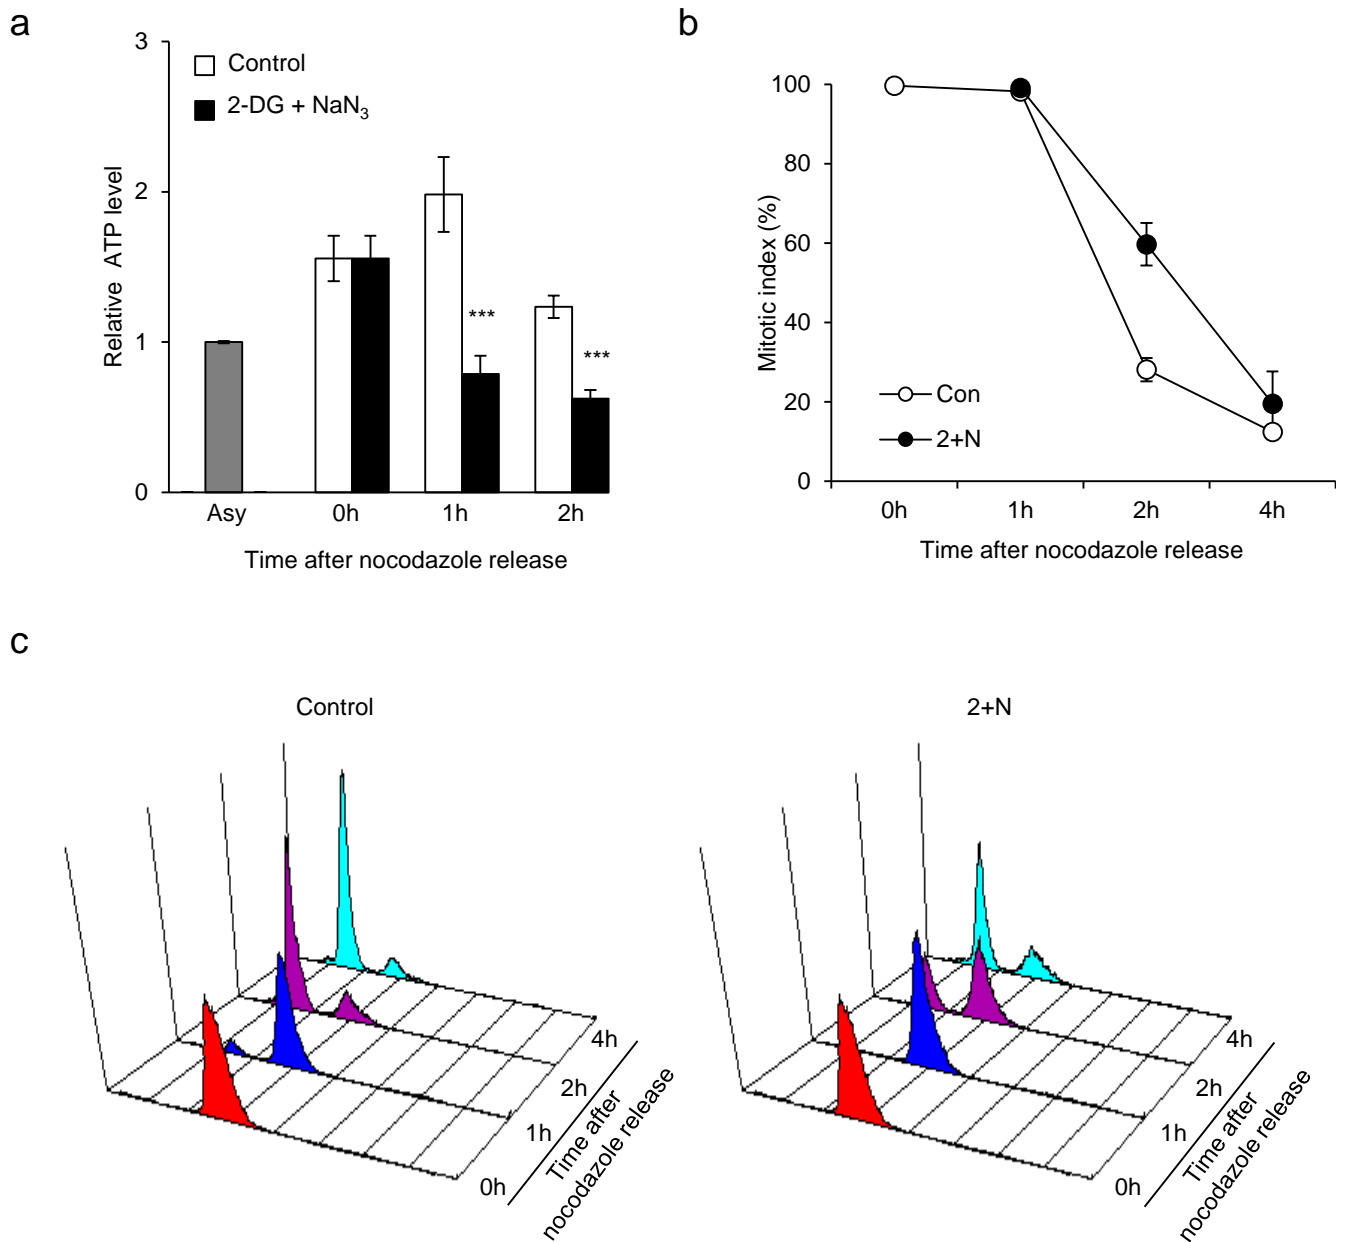 a
3
2
1
0
Relative ATP level
Control
2-DG + NaN₃
***
***
Asy 0h 1h 2h
Time after nocodazole release
b
100
80
60
40
20
0
Mitotic index (%)
Con
2+N
0h 1h 2h 4h
Time after nocodazole release
c
Control
4h
2h
1h
0h
Time after
nocodazole release
2+N
4h
2h
1h
0h
Time after
nocodazole release